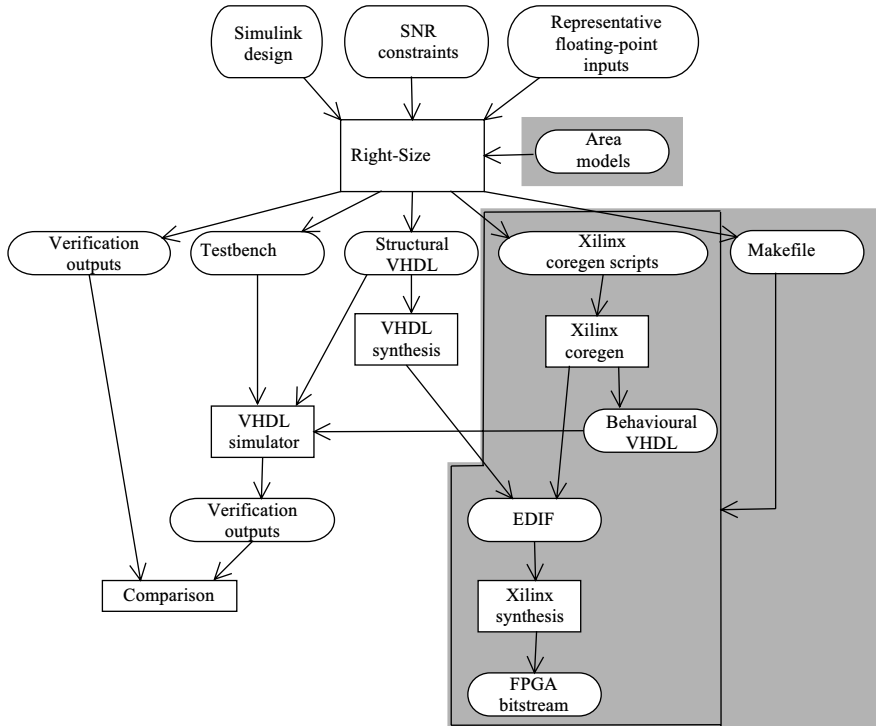 Simulink
design
SNR
constraints
Representative
floating-point
inputs
Right-Size
Area
models
Verification
outputs
Testbench
Structural
VHDL
Xilinx
coregen scripts
Makefile
VHDL
synthesis
Xilinx
coregen
VHDL
simulator
Behavioural
VHDL
Verification
outputs
EDIF
Comparison
Xilinx
synthesis
FPGA
bitstream